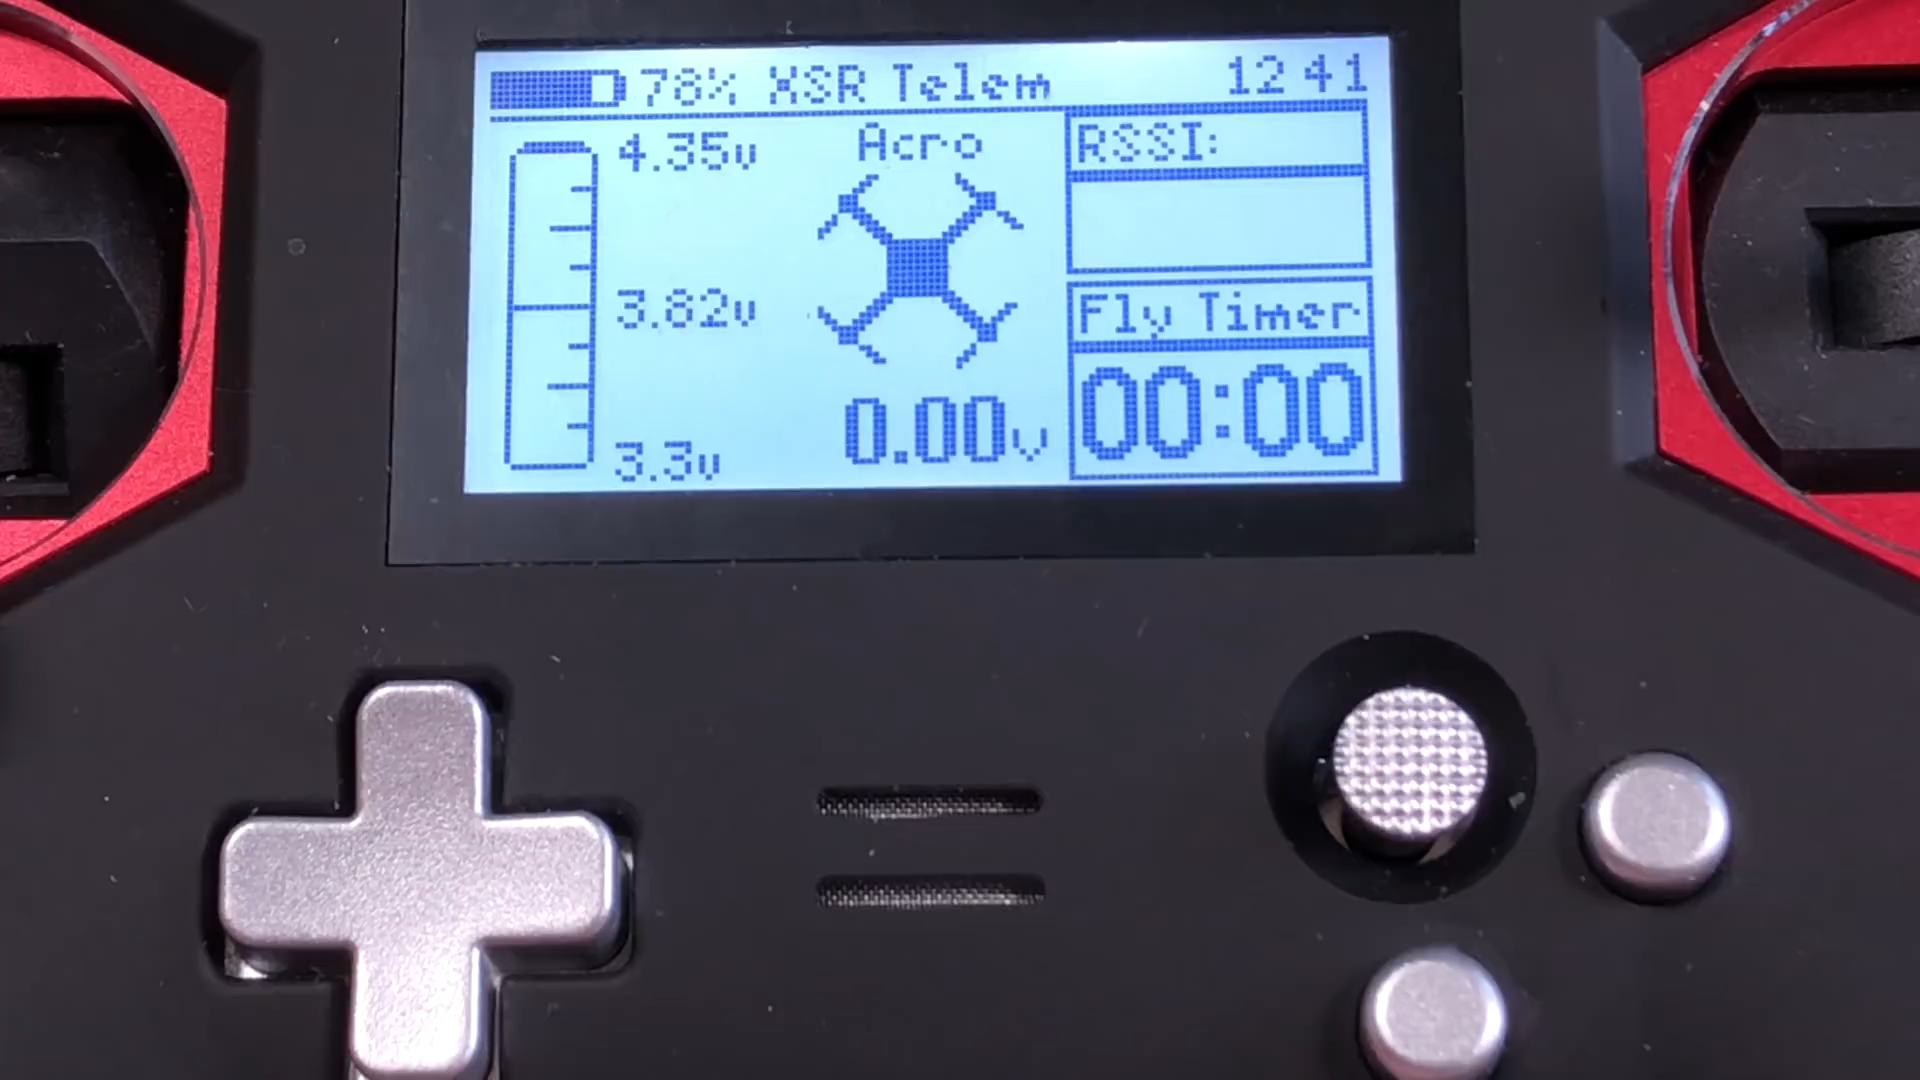 78% XSR Telem 12 41
4.35v Acro RSSI:
3.82v Fly Timer
3.3v 0.00v 00:00